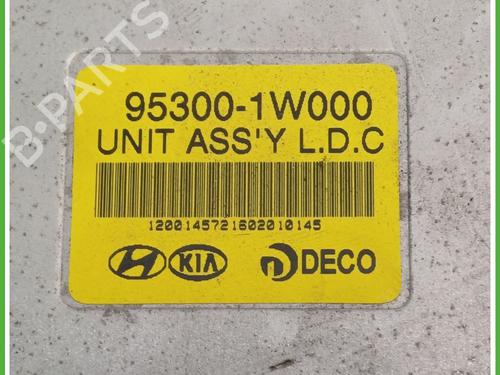 95300-1W000
UNIT ASS'Y L.D.C
1200145721602010145
KIA DECO
B-PARTS